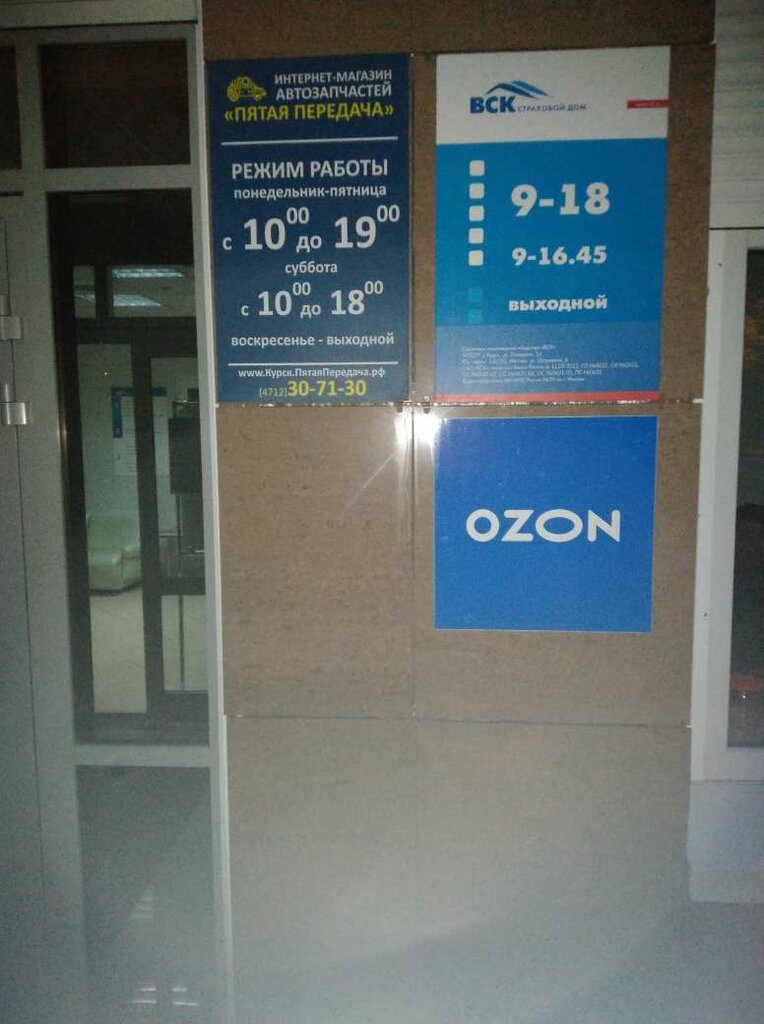 ИНТЕРНЕТ-МАГАЗИН
АВТОЗАПЧАСТЕЙ
«ПЯТАЯ ПЕРЕДАЧА»
РЕЖИМ РАБОТЫ
понедельник-пятница
с 10⁰⁰ до 19⁰⁰
суббота
с 10⁰⁰ до 18⁰⁰
воскресенье - выходной
www.Курск.ПятаяПередача.рф
(4712)30-71-30
ВСК СТРАХОВОЙ ДОМ
9-18
9-16.45
ВЫХОДНОЙ
OZON